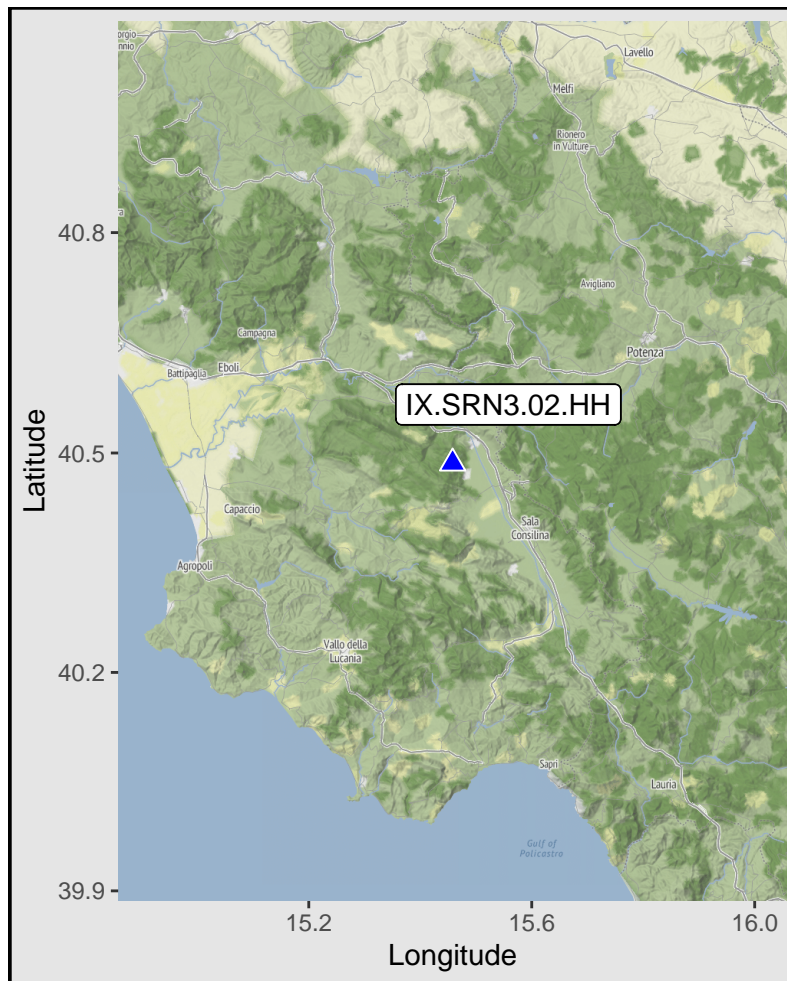 orgio
nnio
Lavello
Melfi
Rionero
in Vulture
40.8
Avigliano
Campagna
Potenza
Eboli
Battipaglia
IX.SRN3.02.HH
40.5
Latitude
Capaccio
Sala
Consilina
Agropoli
40.2
Vallo della
Lucania
Sapri
Lauria
Gulf of
Policastro
39.9
15.2
15.6
16.0
Longitude